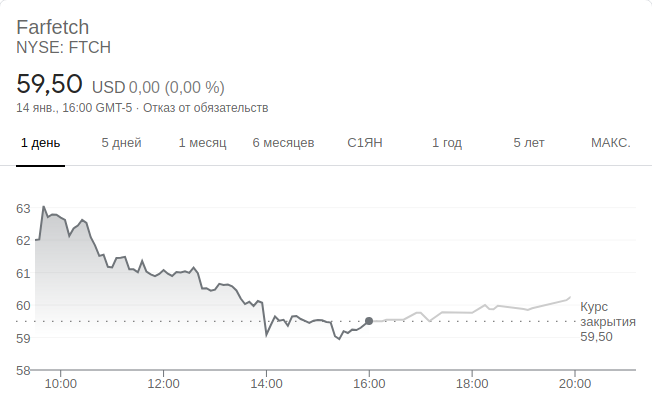 Farfetch
NYSE: FTCH
59,50 USD 0,00 (0,00 %)
14 янв., 16:00 GMT-5 · Отказ от обязательств
1 день 5 дней 1 месяц 6 месяцев С1ЯН 1 год 5 лет МАКС.
63
62
61
60
59
58
Курс
закрытия
59,50
10:00 12:00 14:00 16:00 18:00 20:00